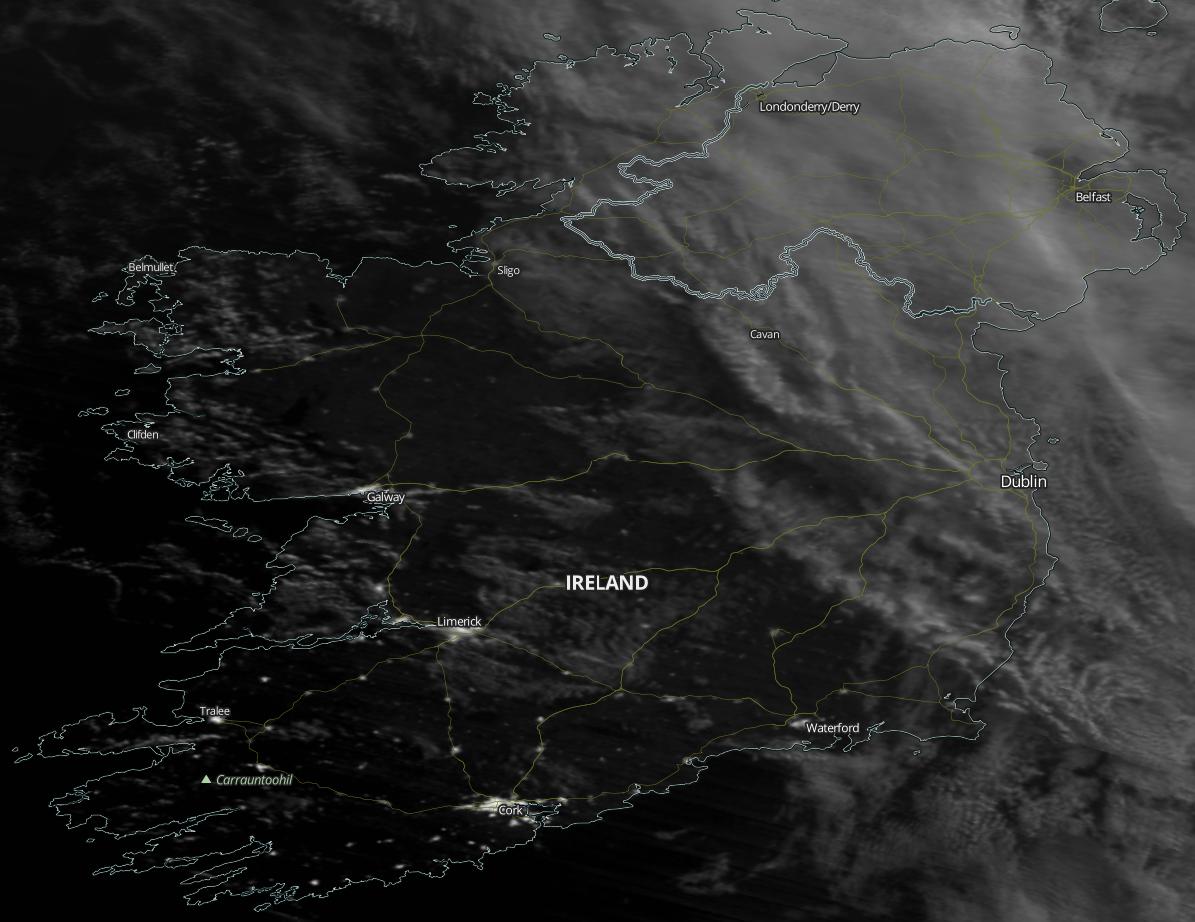 Londonderry/Derry
Belfast
Belmullet
Sligo
Cavan
Clifden
Galway
Dublin
IRELAND
Limerick
Tralee
Waterford
Carrauntoohil
Cork